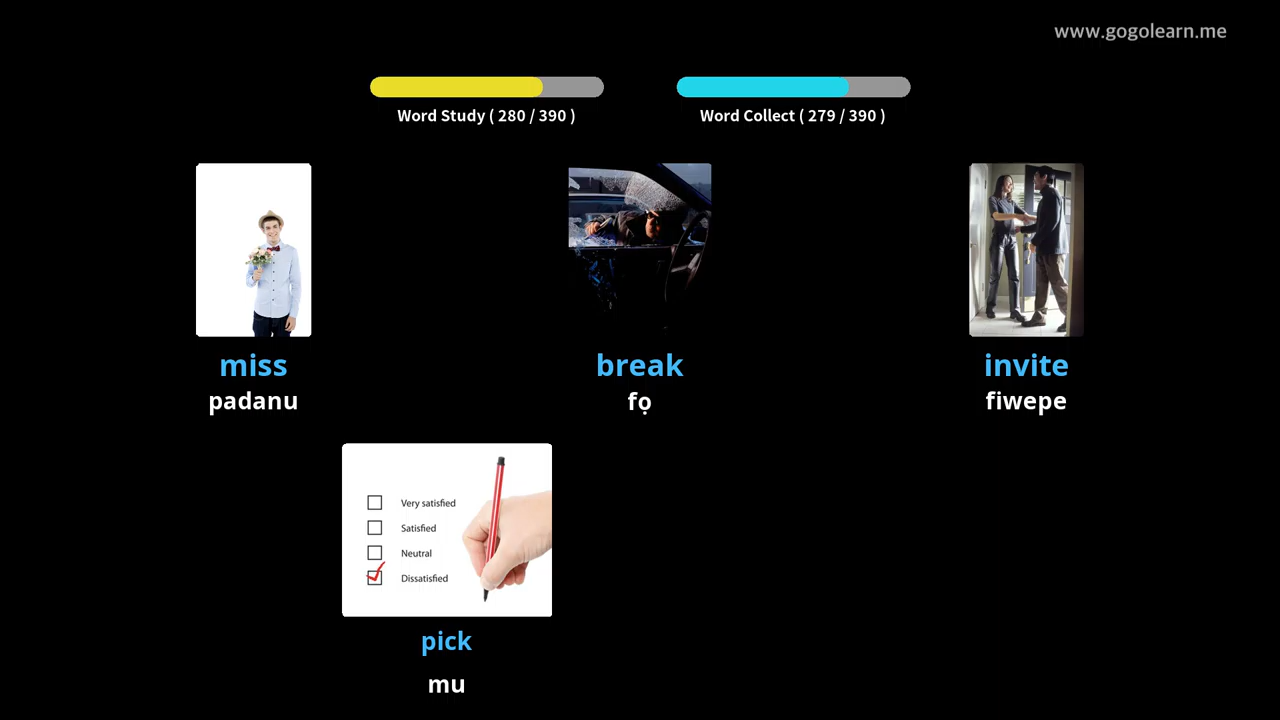 www.gogolearn.me
Word Study ( 280 / 390 )
Word Collect ( 279 / 390 )
miss
padanu
break
fọ
invite
fiwepe
Very satisfied
Satisfied
Neutral
Dissatisfied
pick
mu